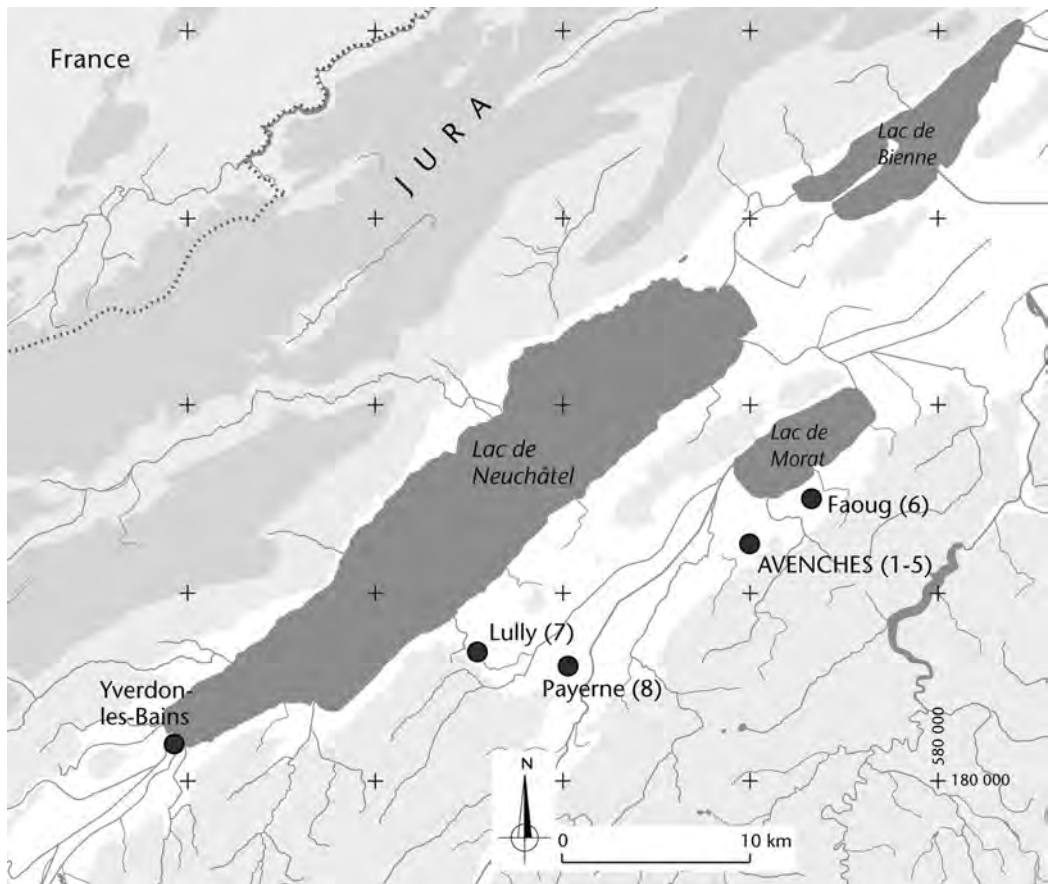 France
JURA
Lac de
Bienne
Lac de
Neuchâtel
Lac de
Morat
Faoug (6)
AVENCHES (1-5)
Lully (7)
Payerne (8)
Yverdon-
les-Bains
580 000
180 000
N
0 10 km